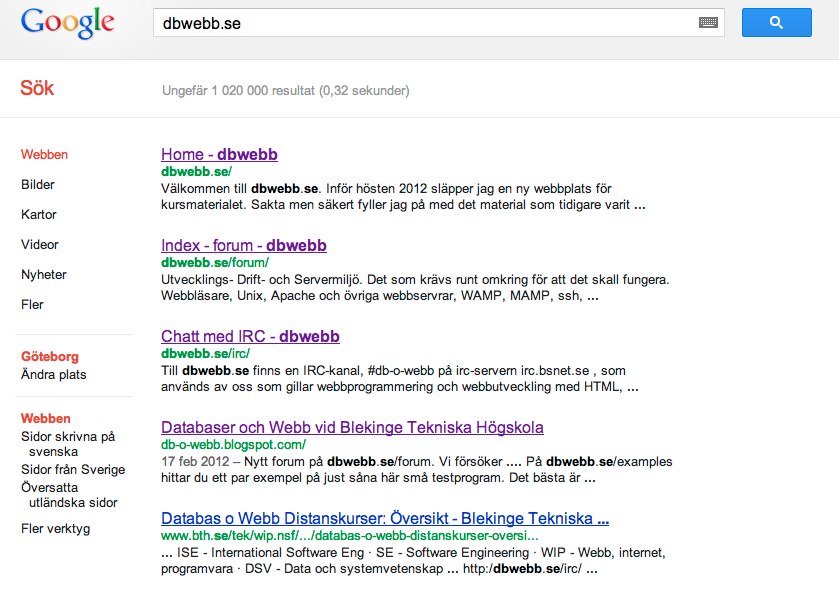 Google
dbwebb.se
Sök
Ungefär 1 020 000 resultat (0,32 sekunder)
Webben
Bilder
Kartor
Videor
Nyheter
Fler
Göteborg
Ändra plats
Webben
Sidor skrivna på
svenska
Sidor från Sverige
Översatta
utländska sidor
Fler verktyg
Home - dbwebb
dbwebb.se/
Välkommen till dbwebb.se. Inför hösten 2012 släpper jag en ny webbplats för
kursmaterialet. Sakta men säkert fyller jag på med det material som tidigare varit ...
Index - forum - dbwebb
dbwebb.se/forum/
Utvecklings- Drift- och Servermiljö. Det som krävs runt omkring för att det skall fungera.
Webbläsare, Unix, Apache och övriga webbservrar, WAMP, MAMP, ssh, ...
Chatt med IRC - dbwebb
dbwebb.se/irc/
Till dbwebb.se finns en IRC-kanal, #db-o-webb på irc-servern irc.bsnet.se , som
används av oss som gillar webbprogrammering och webbutveckling med HTML, ...
Databaser och Webb vid Blekinge Tekniska Högskola
db-o-webb.blogspot.com/
17 feb 2012 – Nytt forum på dbwebb.se/forum. Vi försöker .... På dbwebb.se/examples
hittar du ett par exempel på just såna här små testprogram. Det bästa är ...
Databas o Webb Distanskurser: Översikt - Blekinge Tekniska ...
www.bth.se/tek/wip.nsf/.../databas-o-webb-distanskurser-oversi...
... ISE - International Software Eng · SE - Software Engineering · WIP - Webb, internet,
programvara · DSV - Data och systemvetenskap ... http:/dbwebb.se/irc/ ...